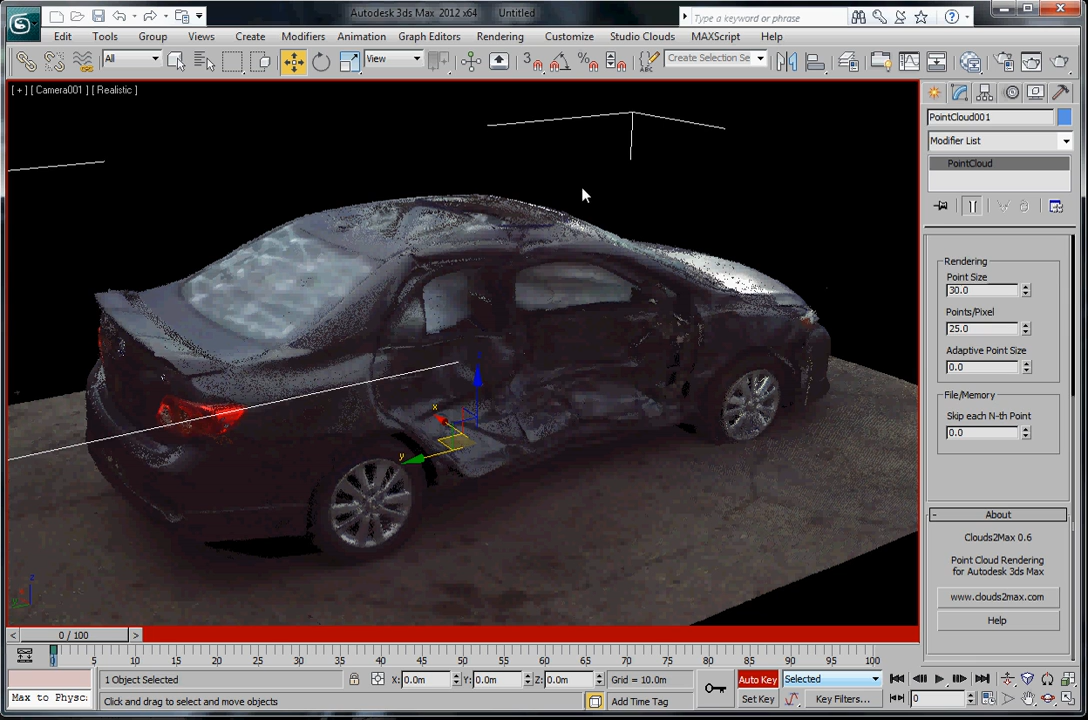 Autodesk 3ds Max 2012 x64 Untitled
Type a keyword or phrase
Edit Tools Group Views Create Modifiers Animation Graph Editors Rendering Customize Studio Clouds MAXScript Help
All View 3 % Create Selection Se
[ + ] [ Camera001 ] [ Realistic ]
PointCloud001
Modifier List
PointCloud
Rendering
Point Size
30.0
Points/Pixel
25.0
Adaptive Point Size
0.0
File/Memory
Skip each N-th Point
0.0
- About
Clouds2Max 0.6
Point Cloud Rendering
for Autodesk 3ds Max
www.clouds2max.com
Help
x
y
z
< 0 / 100 >
0 5 10 15 20 25 30 35 40 45 50 55 60 65 70 75 80 85 90 95 100
1 Object Selected X: 0.0m Y: 0.0m Z: 0.0m Grid = 10.0m Auto Key Selected
Max to Physc: Click and drag to select and move objects Add Time Tag Set Key Key Filters... 0